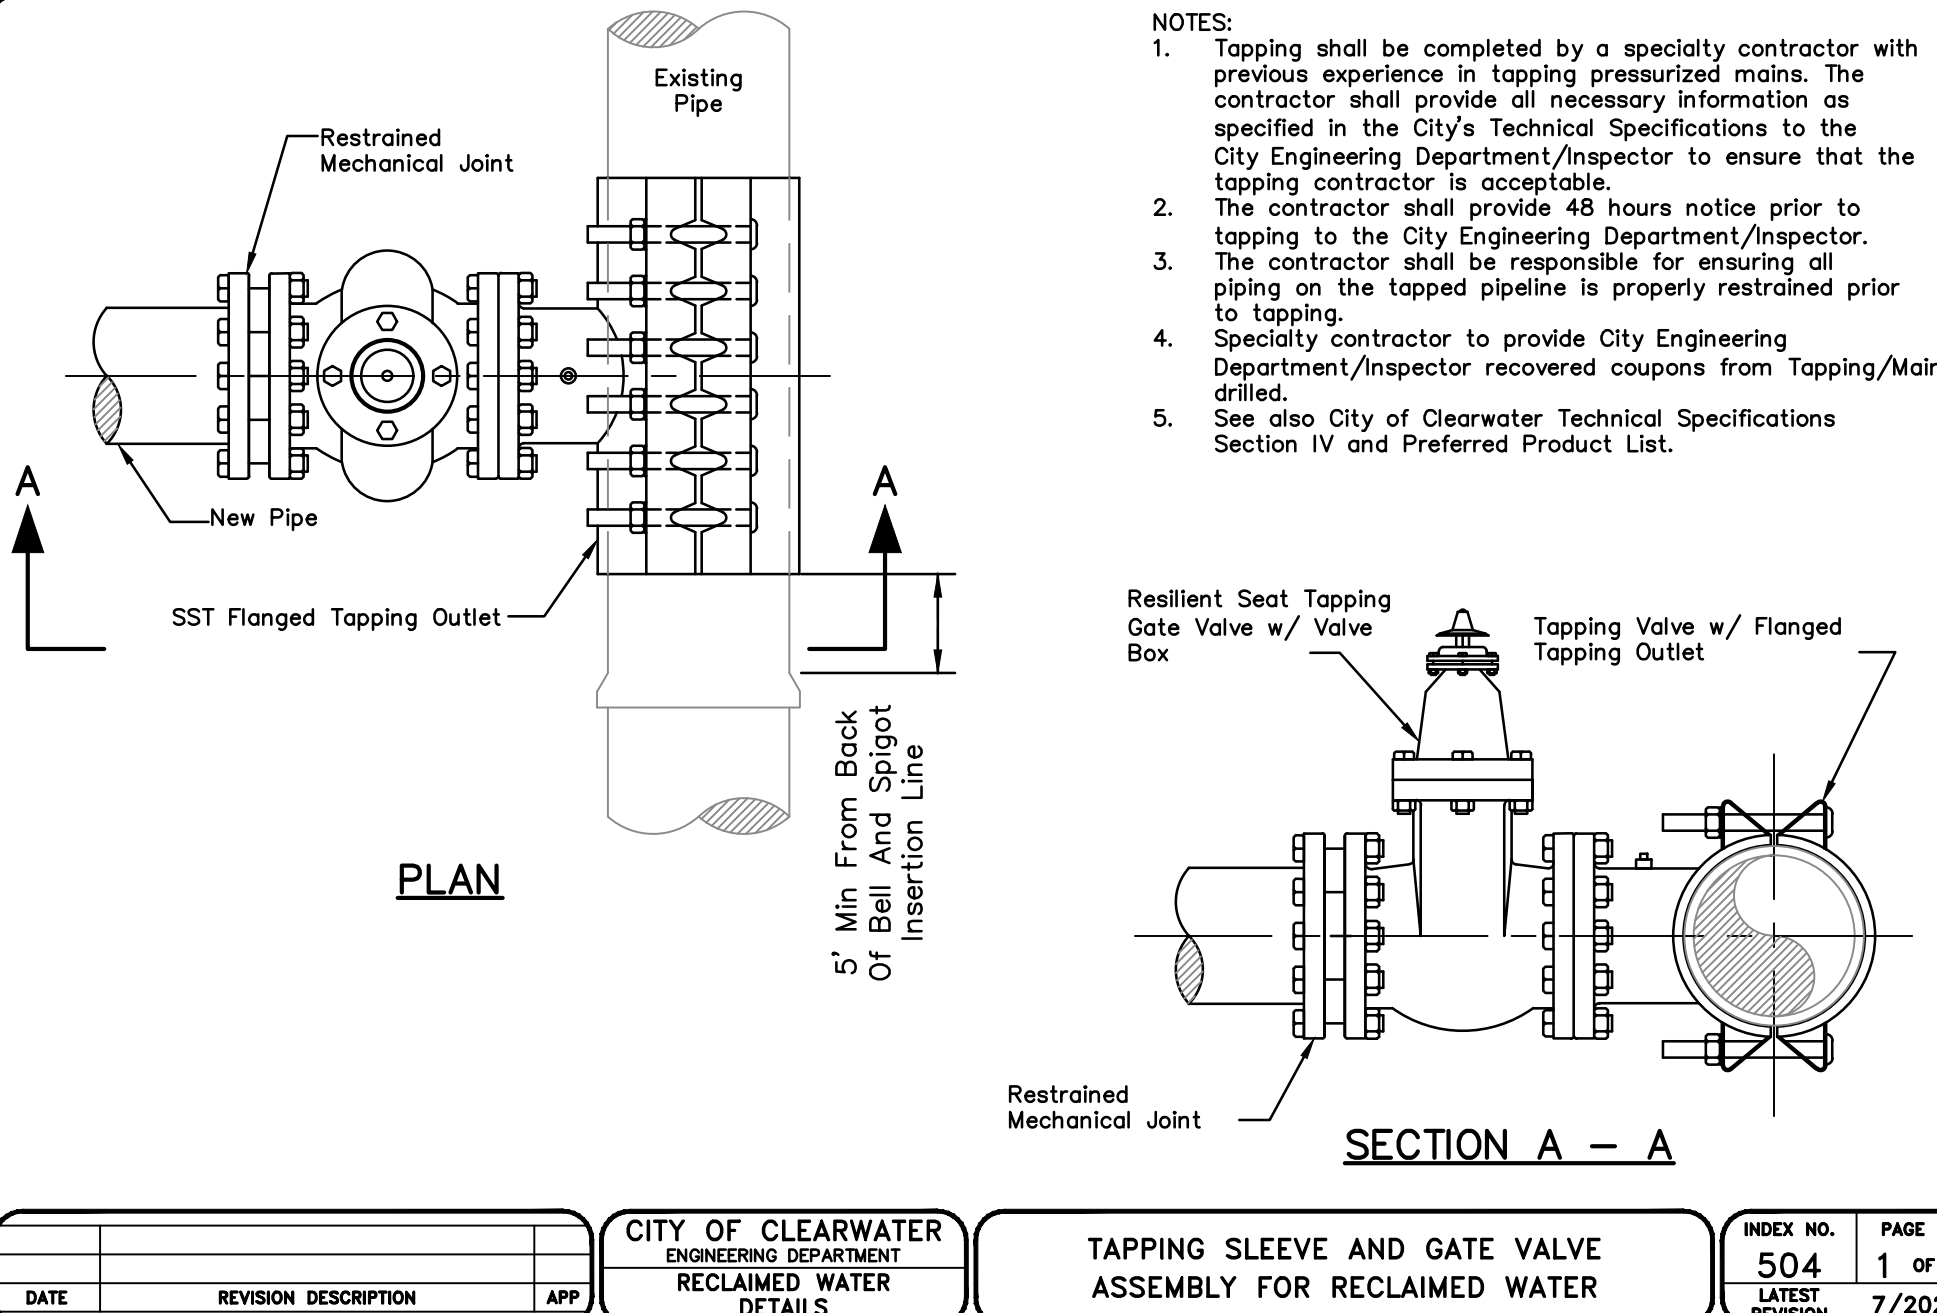 Existing
Pipe
Restrained
Mechanical Joint
A
A
New Pipe
SST Flanged Tapping Outlet
5' Min From Back
Of Bell And Spigot
Insertion Line
PLAN
NOTES:
1. Tapping shall be completed by a specialty contractor with
previous experience in tapping pressurized mains. The
contractor shall provide all necessary information as
specified in the City's Technical Specifications to the
City Engineering Department/Inspector to ensure that the
tapping contractor is acceptable.
2. The contractor shall provide 48 hours notice prior to
tapping to the City Engineering Department/Inspector.
3. The contractor shall be responsible for ensuring all
piping on the tapped pipeline is properly restrained prior
to tapping.
4. Specialty contractor to provide City Engineering
Department/Inspector recovered coupons from Tapping/Main
drilled.
5. See also City of Clearwater Technical Specifications
Section IV and Preferred Product List.
Resilient Seat Tapping
Gate Valve w/ Valve
Box
Tapping Valve w/ Flanged
Tapping Outlet
Restrained
Mechanical Joint
SECTION A – A
DATE REVISION DESCRIPTION APP
CITY OF CLEARWATER
ENGINEERING DEPARTMENT
RECLAIMED WATER
DETAILS
TAPPING SLEEVE AND GATE VALVE
ASSEMBLY FOR RECLAIMED WATER
INDEX NO.
504
PAGE
1 OF
LATEST
REVISION